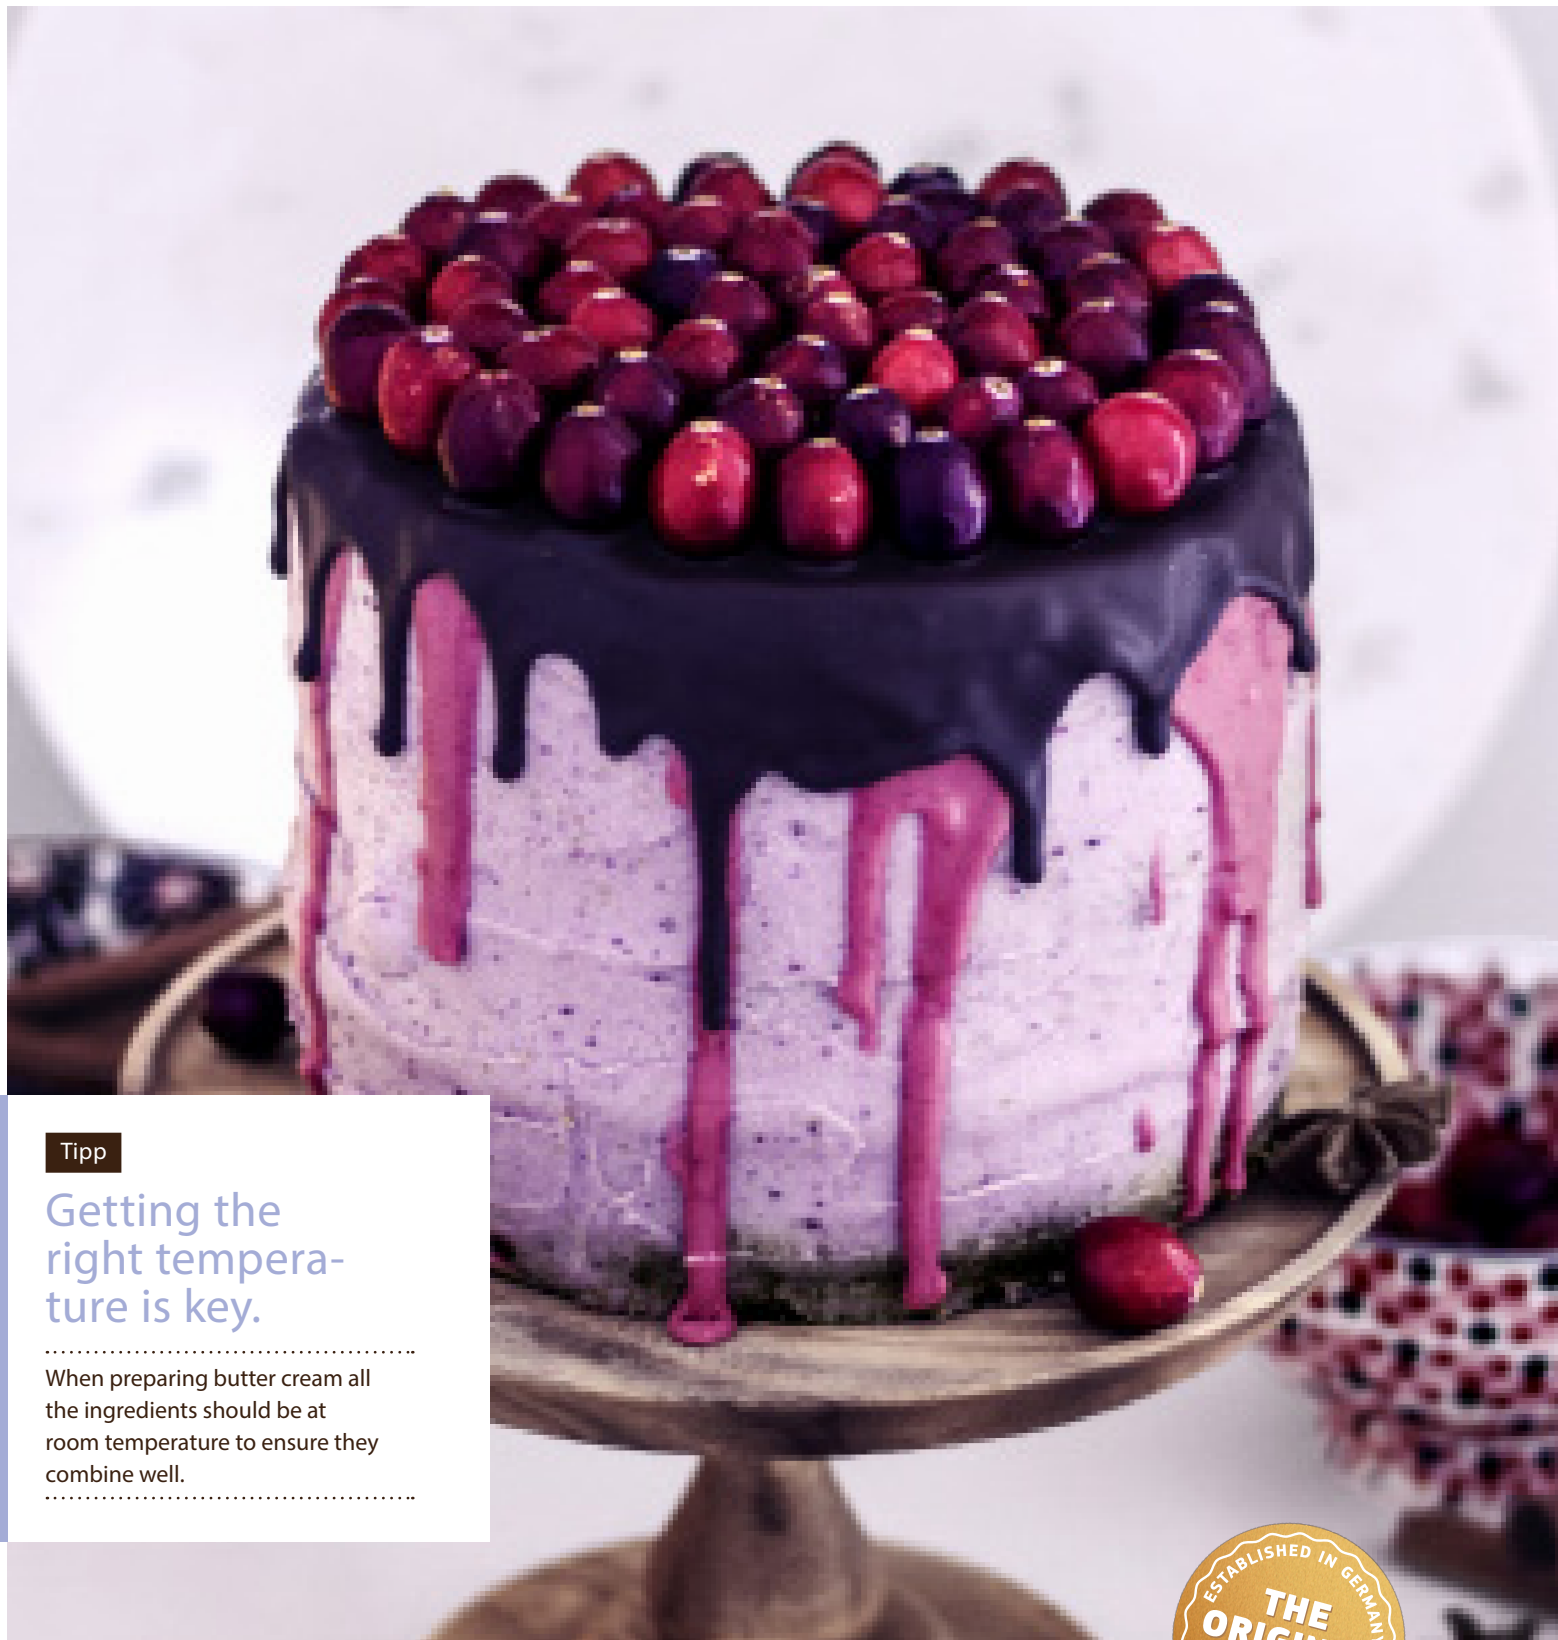 Tipp
Getting the
right tempera-
ture is key.
When preparing butter cream all
the ingredients should be at
room temperature to ensure they
combine well.
ESTABLISHED IN GERMANY
THE